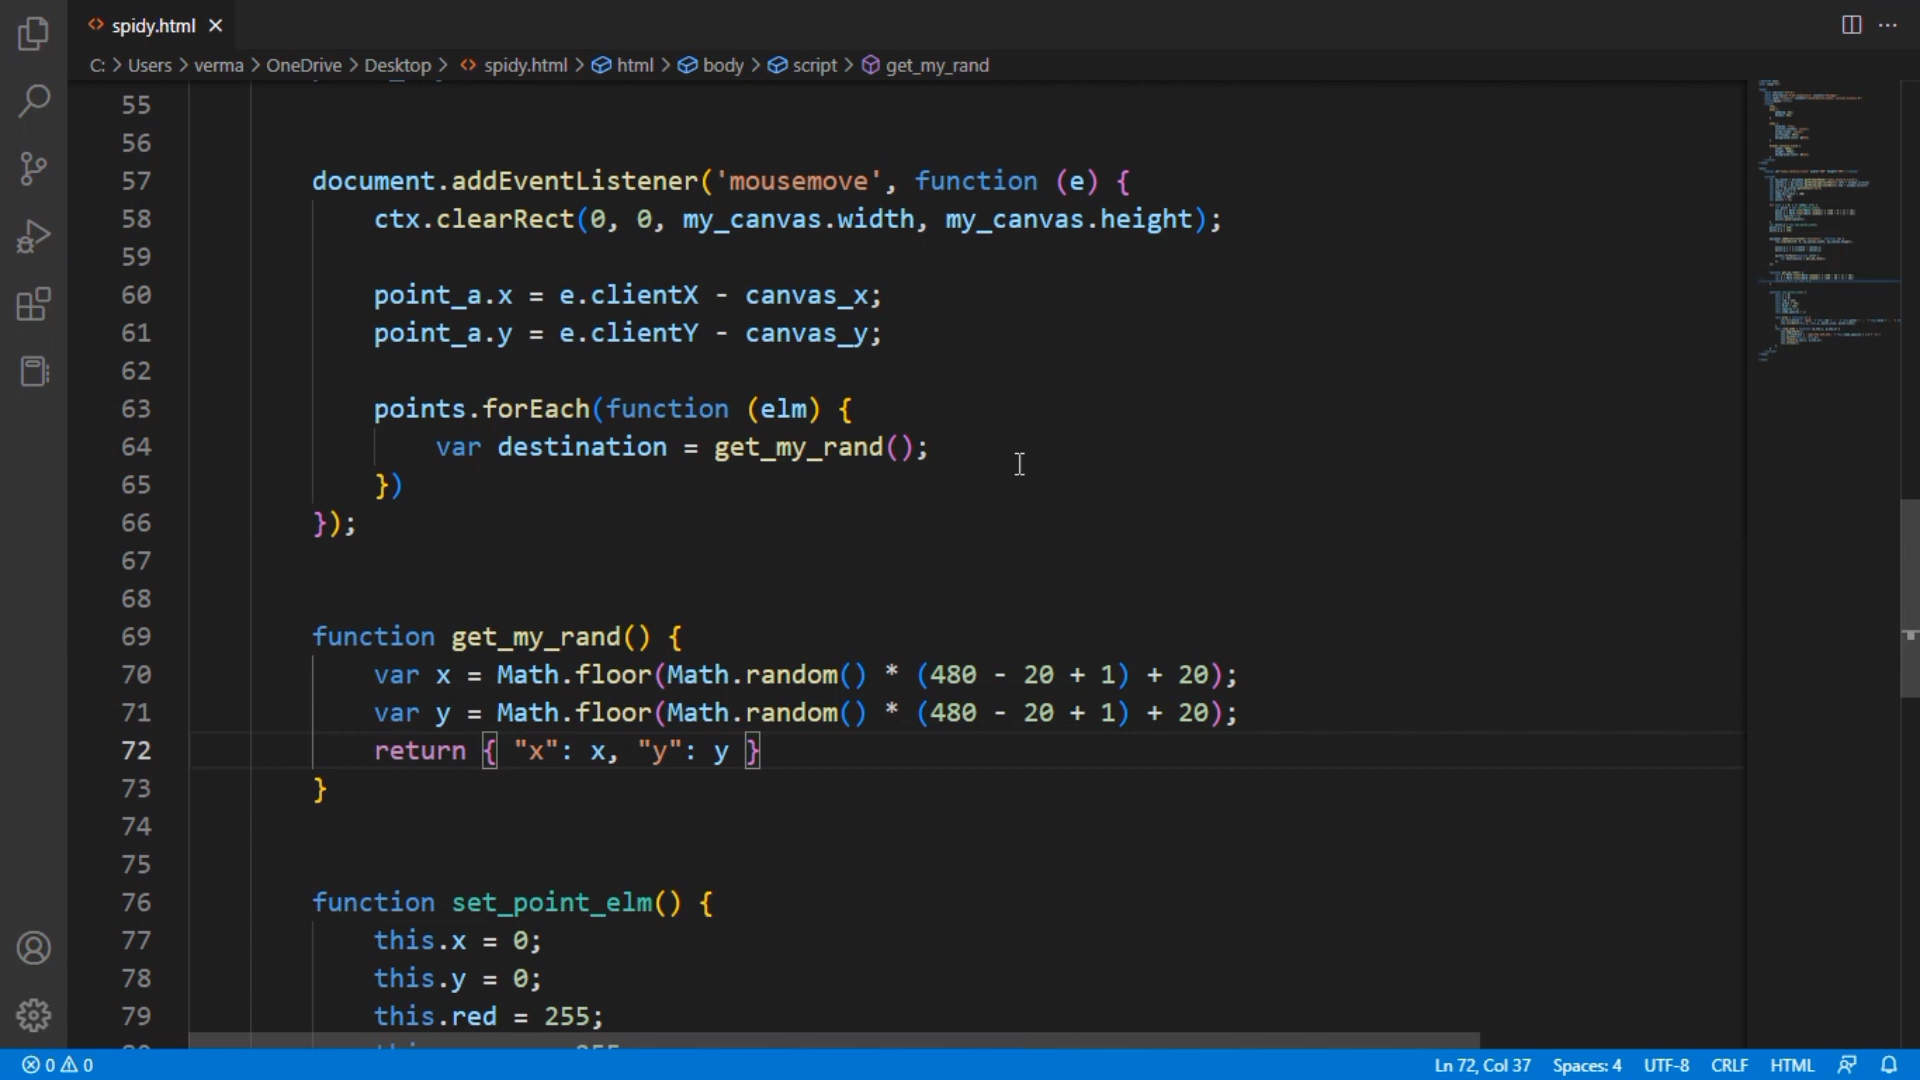 spidy.html
C: > Users > verma > OneDrive > Desktop > spidy.html > html > body > script > get_my_rand
55
56
57 document.addEventListener('mousemove', function (e) {
58 ctx.clearRect(0, 0, my_canvas.width, my_canvas.height);
59
60 point_a.x = e.clientX - canvas_x;
61 point_a.y = e.clientY - canvas_y;
62
63 points.forEach(function (elm) {
64 var destination = get_my_rand();
65 })
66 });
67
68
69 function get_my_rand() {
70 var x = Math.floor(Math.random() * (480 - 20 + 1) + 20);
71 var y = Math.floor(Math.random() * (480 - 20 + 1) + 20);
72 return { "x": x, "y": y }
73 }
74
75
76 function set_point_elm() {
77 this.x = 0;
78 this.y = 0;
79 this.red = 255;
0 0 Ln 72, Col 37 Spaces: 4 UTF-8 CRLF HTML